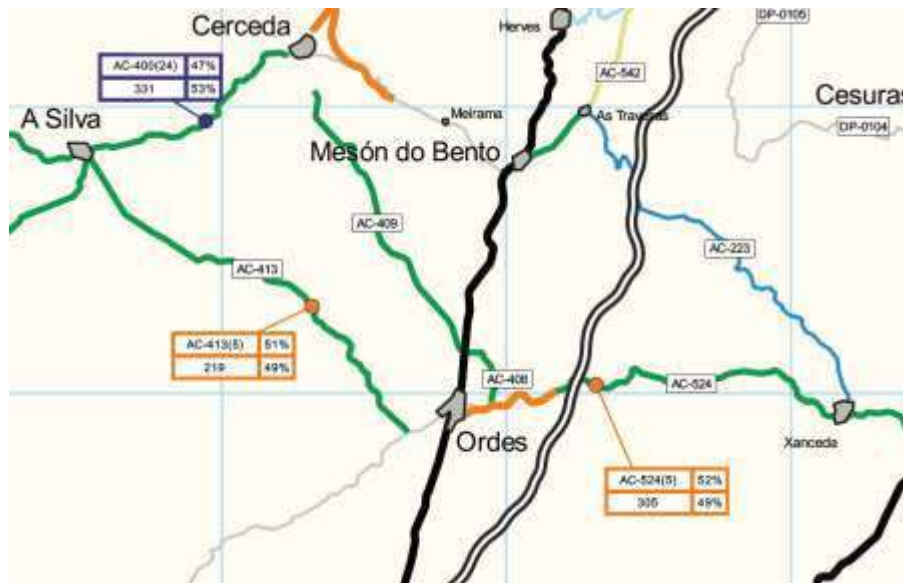 DP-0105
Cerceda
Herves
AC-400(24) 47%
331 53%
AC-542
Cesuras
A Silva
Meirama
As Travesas
DP-0104
Mesón do Bento
AC-409
AC-223
AC-413
AC-413(5) 51%
219 49%
AC-408
AC-524
Ordes
Xanceda
AC-524(5) 52%
305 49%